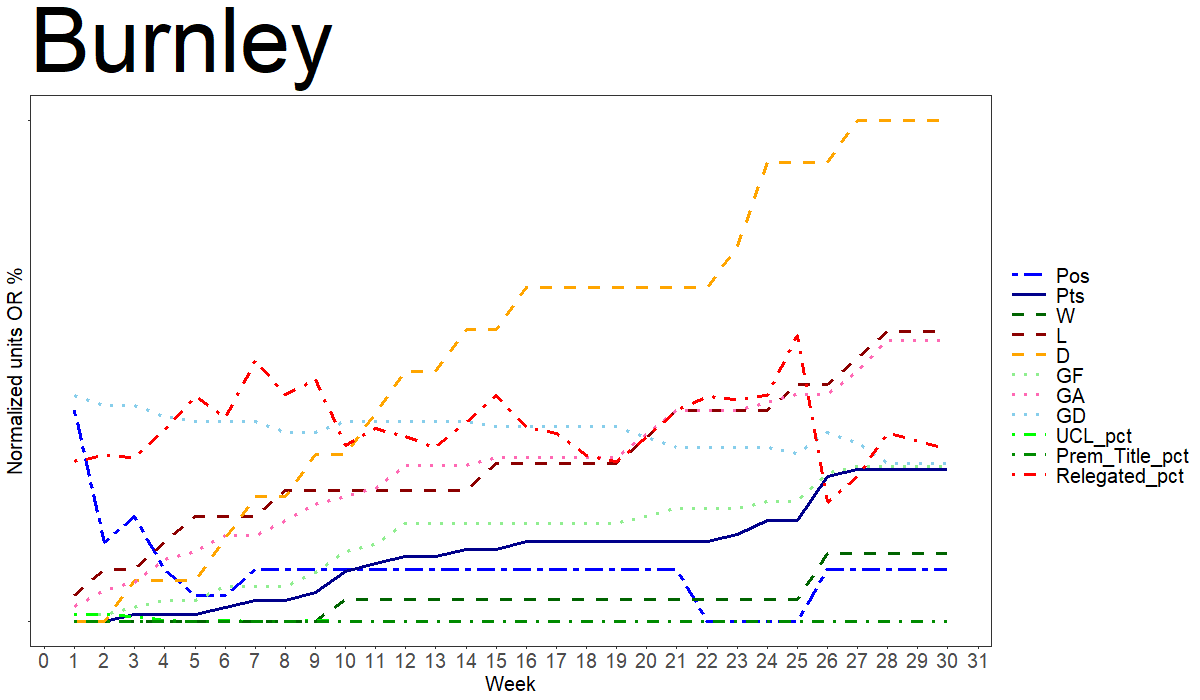 Burnley
Normalized units OR %
Pos
Pts
W
L
D
GF
GA
GD
UCL_pct
Prem_Title_pct
Relegated_pct
0 1 2 3 4 5 6 7 8 9 10 11 12 13 14 15 16 17 18 19 20 21 22 23 24 25 26 27 28 29 30 31
Week